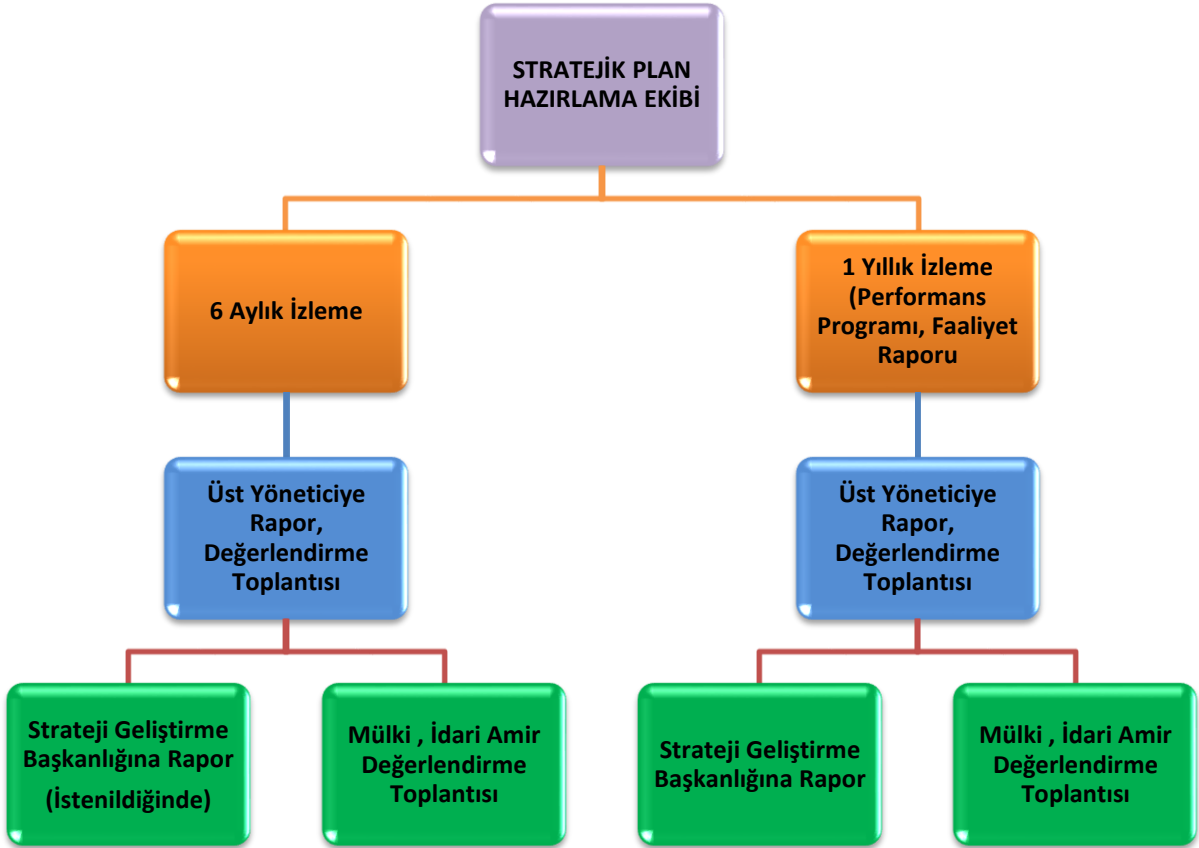 STRATEJİK PLAN
HAZIRLAMA EKİBİ
6 Aylık İzleme
1 Yıllık İzleme
(Performans
Programı, Faaliyet
Raporu
Üst Yöneticiye
Rapor,
Değerlendirme
Toplantısı
Üst Yöneticiye
Rapor,
Değerlendirme
Toplantısı
Strateji Geliştirme
Başkanlığına Rapor
(İstenildiğinde)
Mülki , İdari Amir
Değerlendirme
Toplantısı
Strateji Geliştirme
Başkanlığına Rapor
Mülki , İdari Amir
Değerlendirme
Toplantısı